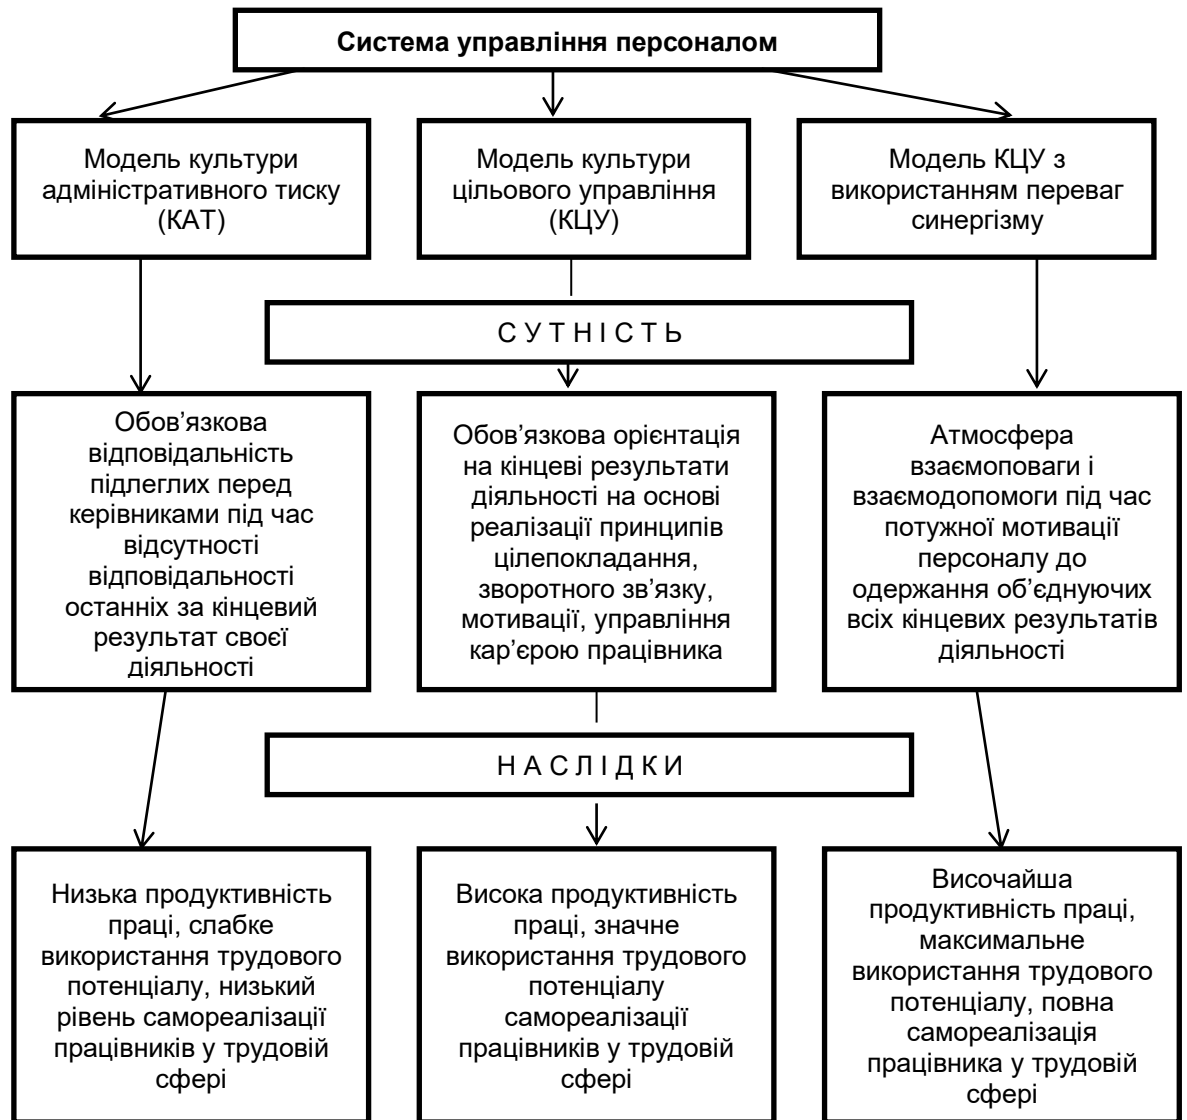 Система управління персоналом
Модель культури
адміністративного тиску
(КАТ)
Модель культури
цільового управління
(КЦУ)
Модель КЦУ з
використанням переваг
синергізму
С У Т Н І С Т Ь
Обов’язкова
відповідальність
підлеглих перед
керівниками під час
відсутності
відповідальності
останніх за кінцевий
результат своєї
діяльності
Обов’язкова орієнтація
на кінцеві результати
діяльності на основі
реалізації принципів
цілепокладання,
зворотного зв’язку,
мотивації, управління
кар’єрою працівника
Атмосфера
взаємоповаги і
взаємодопомоги під час
потужної мотивації
персоналу до
одержання об’єднуючих
всіх кінцевих результатів
діяльності
Н А С Л І Д К И
Низька продуктивність
праці, слабке
використання трудового
потенціалу, низький
рівень самореалізації
працівників у трудовій
сфері
Висока продуктивність
праці, значне
використання трудового
потенціалу
самореалізації
працівників у трудовій
сфері
Височайша
продуктивність праці,
максимальне
використання трудового
потенціалу, повна
самореалізація
працівника у трудовій
сфері